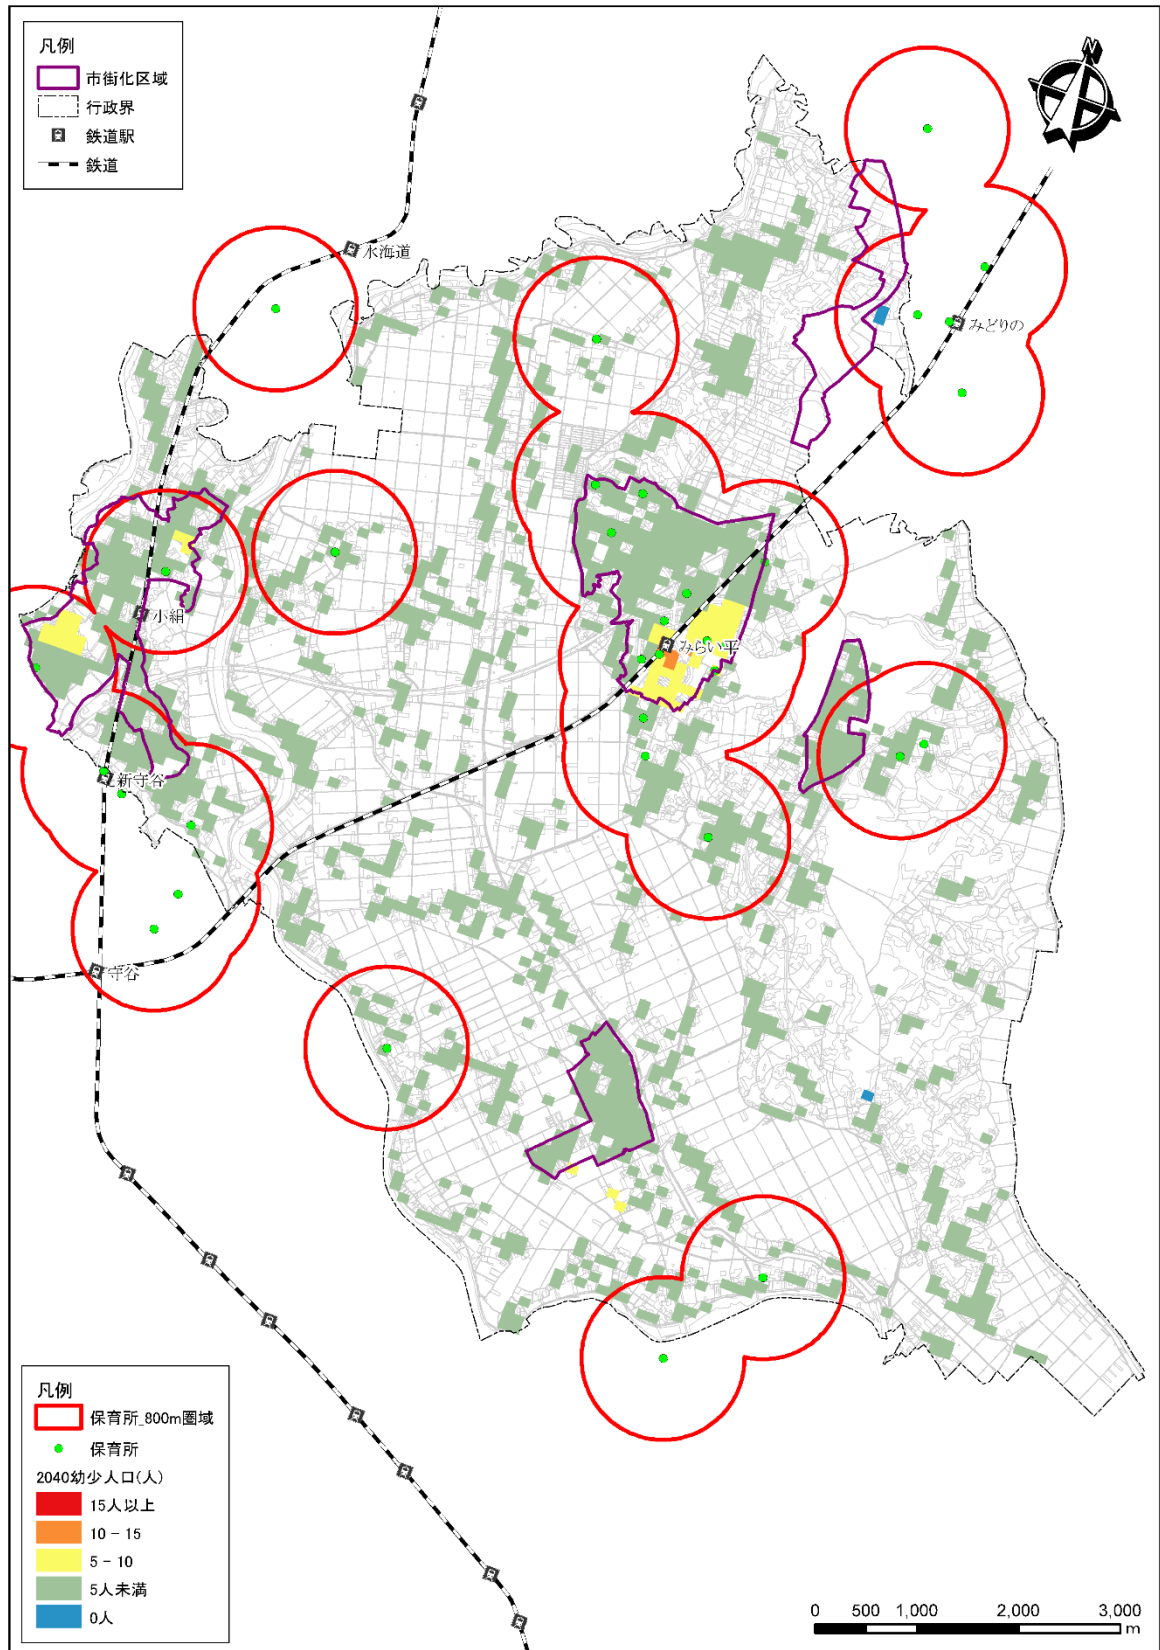 凡例
市街化区域
行政界
鉄道駅
鉄道
N
水海道
みどりの
小絹
みらい平
新守谷
守谷
凡例
保育所_800m圏域
保育所
2040幼少人口(人)
15人以上
10 - 15
5 - 10
5人未満
0人
0 500 1,000 2,000 3,000
m